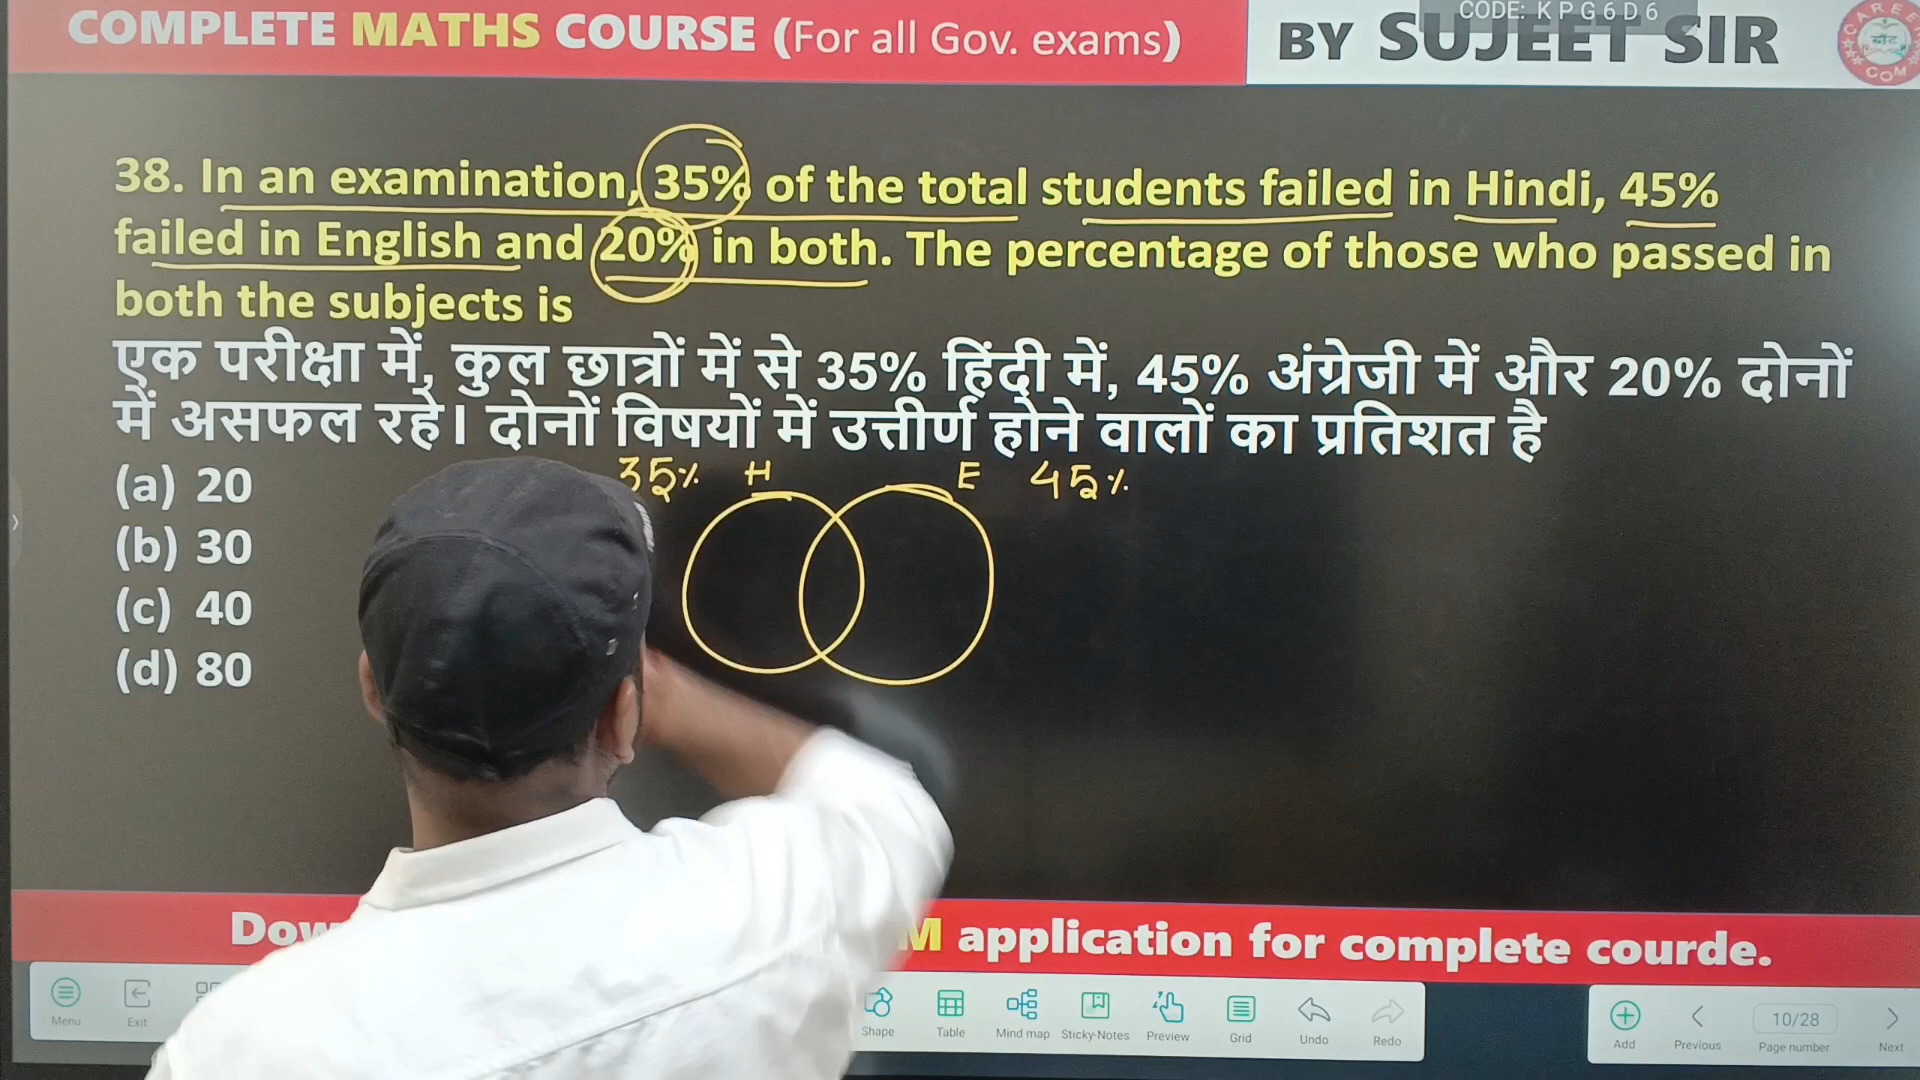 COMPLETE MATHS COURSE (For all Gov. exams)
BY SUJEET SIR
CODE: KPG6D6
CAREER
COM
38. In an examination, 35% of the total students failed in Hindi, 45%
failed in English and 20% in both. The percentage of those who passed in
both the subjects is
एक परीक्षा में, कुल छात्रों में से 35% हिंदी में, 45% अंग्रेजी में और 20% दोनों
में असफल रहे। दोनों विषयों में उत्तीर्ण होने वालों का प्रतिशत है
(a) 20
(b) 30
(c) 40
(d) 80
35% H E 45%
application for complete courde.
Menu Exit Shape Table Mind map Sticky-Notes Preview Grid Undo Redo Add Previous 10/28 Page number Next